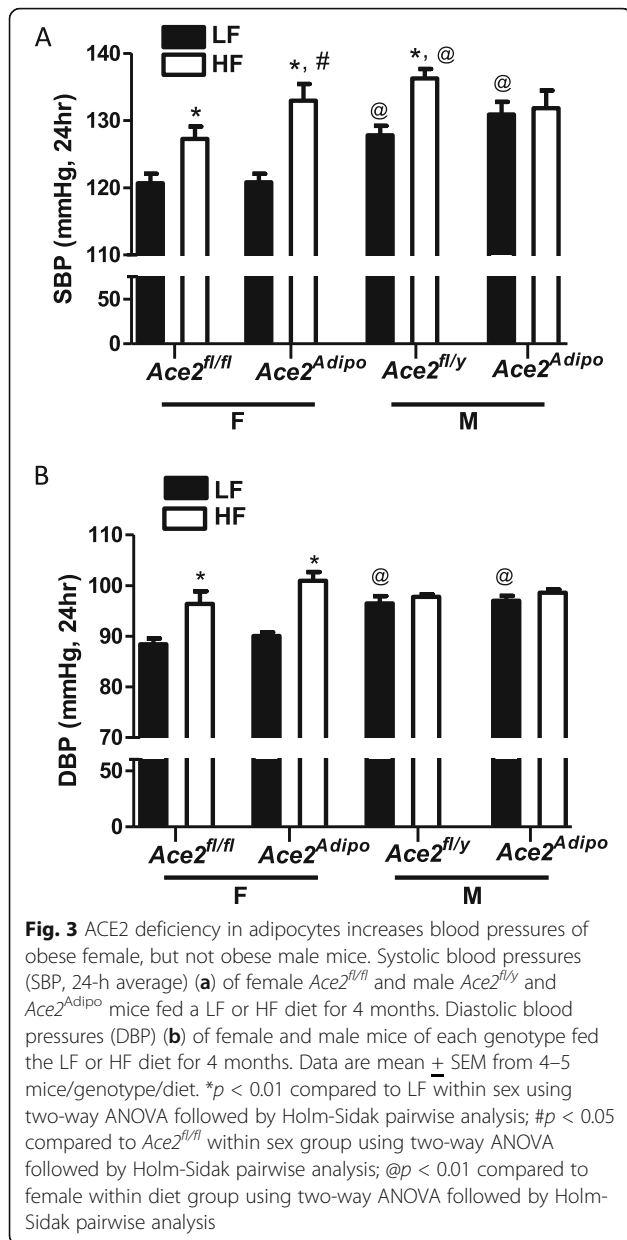 A
LF
HF
SBP (mmHg, 24hr)
140
130
120
110
50
0
*
*, #
@
*, @
@
Ace2fl/fl
Ace2Adipo
Ace2fl/y
Ace2Adipo
F
M
B
LF
HF
DBP (mmHg, 24hr)
110
100
90
80
70
50
0
*
*
@
@
Ace2fl/fl
Ace2Adipo
Ace2fl/y
Ace2Adipo
F
M
Fig. 3 ACE2 deficiency in adipocytes increases blood pressures of
obese female, but not obese male mice. Systolic blood pressures
(SBP, 24-h average) (a) of female Ace2fl/fl and male Ace2fl/y and
Ace2Adipo mice fed a LF or HF diet for 4 months. Diastolic blood
pressures (DBP) (b) of female and male mice of each genotype fed
the LF or HF diet for 4 months. Data are mean + SEM from 4–5
mice/genotype/diet. *p < 0.01 compared to LF within sex using
two-way ANOVA followed by Holm-Sidak pairwise analysis; #p < 0.05
compared to Ace2fl/fl within sex group using two-way ANOVA
followed by Holm-Sidak pairwise analysis; @p < 0.01 compared to
female within diet group using two-way ANOVA followed by Holm-
Sidak pairwise analysis